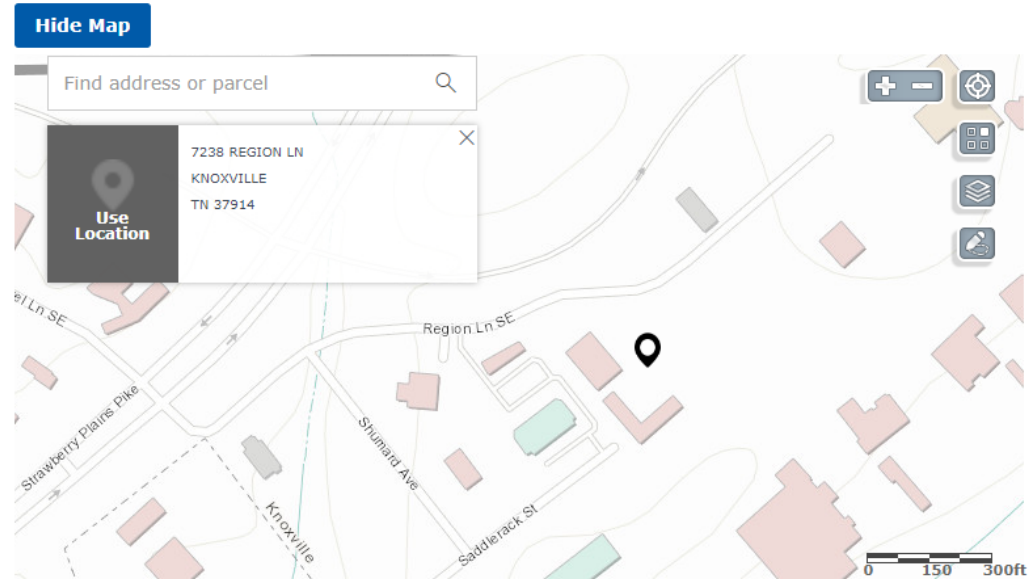 Hide Map
Find address or parcel
7238 REGION LN
KNOXVILLE
TN 37914
Use
Location
Region Ln SE
Strawberry Plains Pike
Shumard Ave
Knoxville
Saddlerack St
0 150 300ft